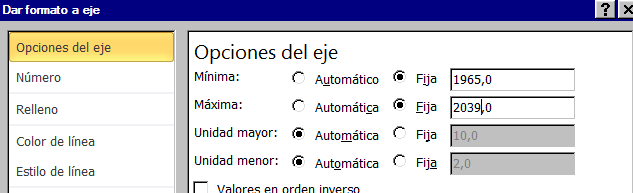 Dar formato a eje
Opciones del eje
Número
Relleno
Color de línea
Estilo de línea
Opciones del eje
Mínima: Automático Fija 1965,0
Máxima: Automática Fija 2039,0
Unidad mayor: Automática Fija 10,0
Unidad menor: Automática Fija 2,0
Valores en orden inverso